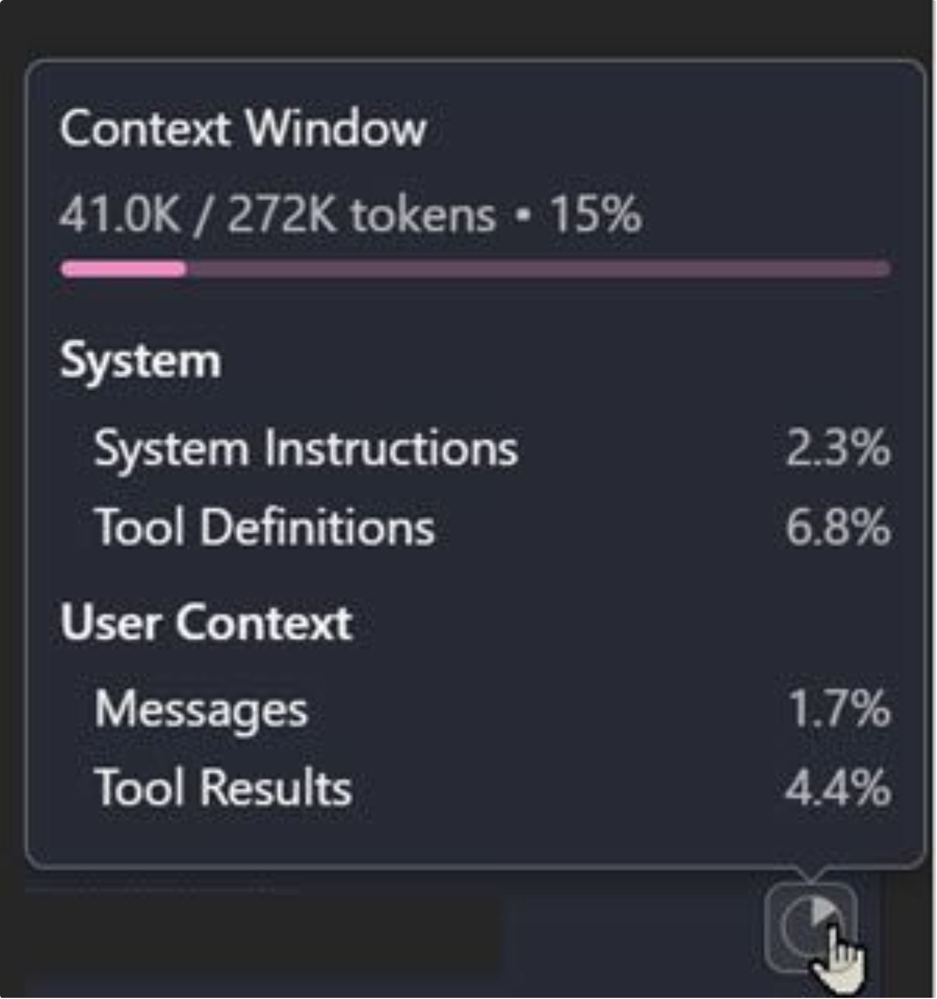 Context Window
41.0K / 272K tokens • 15%
System
System Instructions 2.3%
Tool Definitions 6.8%
User Context
Messages 1.7%
Tool Results 4.4%